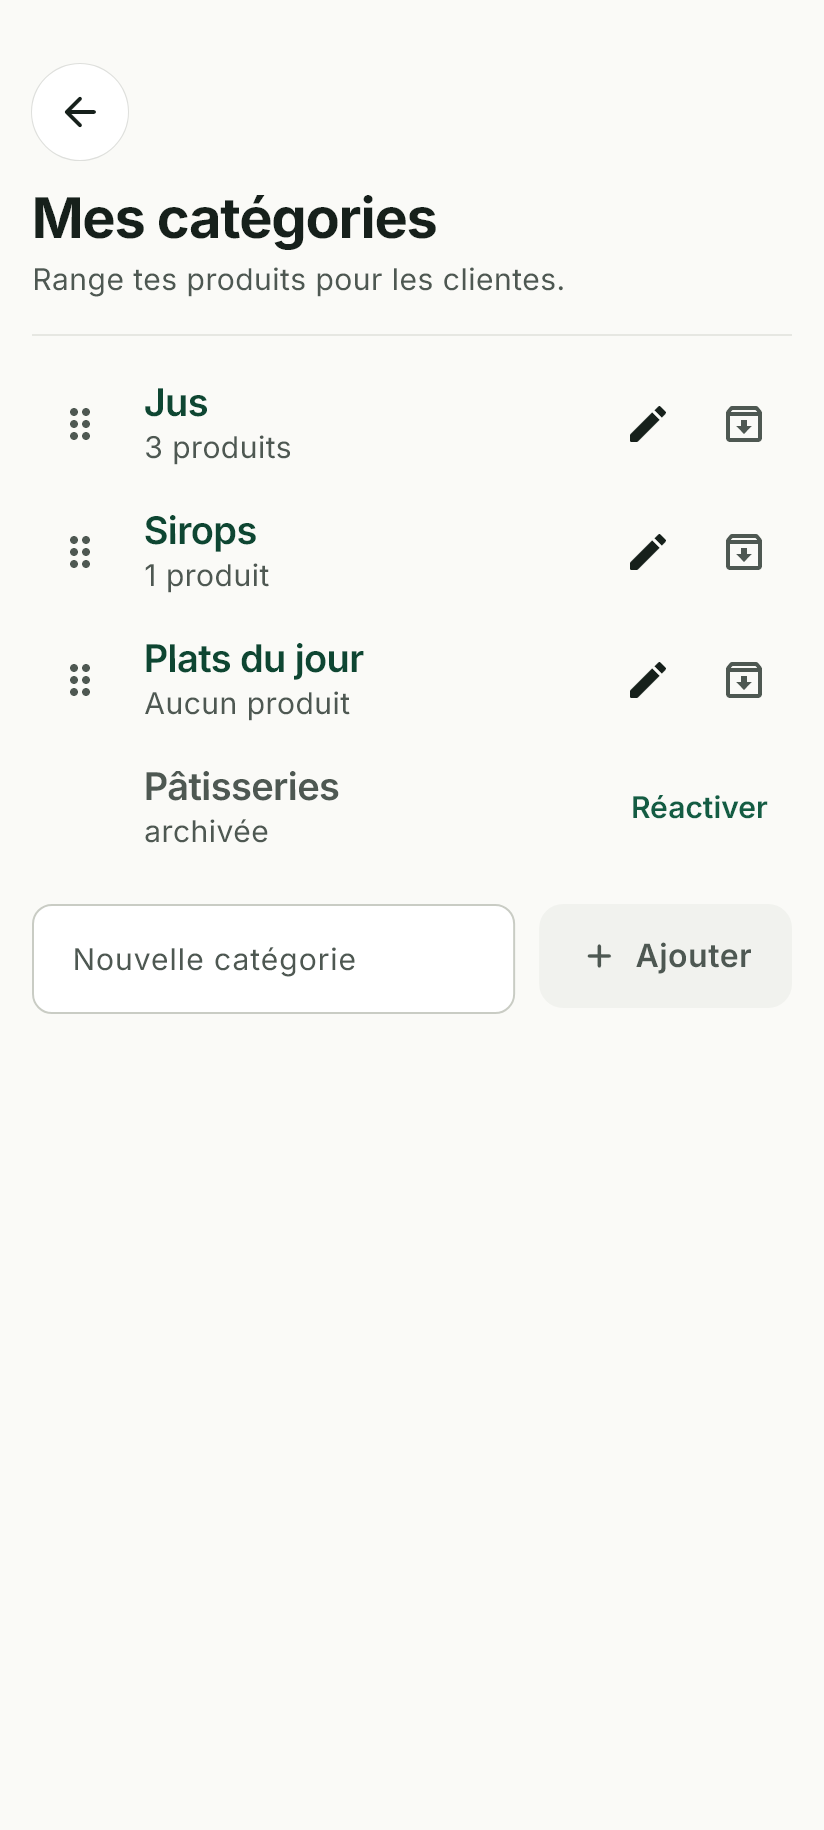 Mes catégories
Range tes produits pour les clientes.
Jus
3 produits
Sirops
1 produit
Plats du jour
Aucun produit
Pâtisseries
archivée
Réactiver
Nouvelle catégorie
+ Ajouter